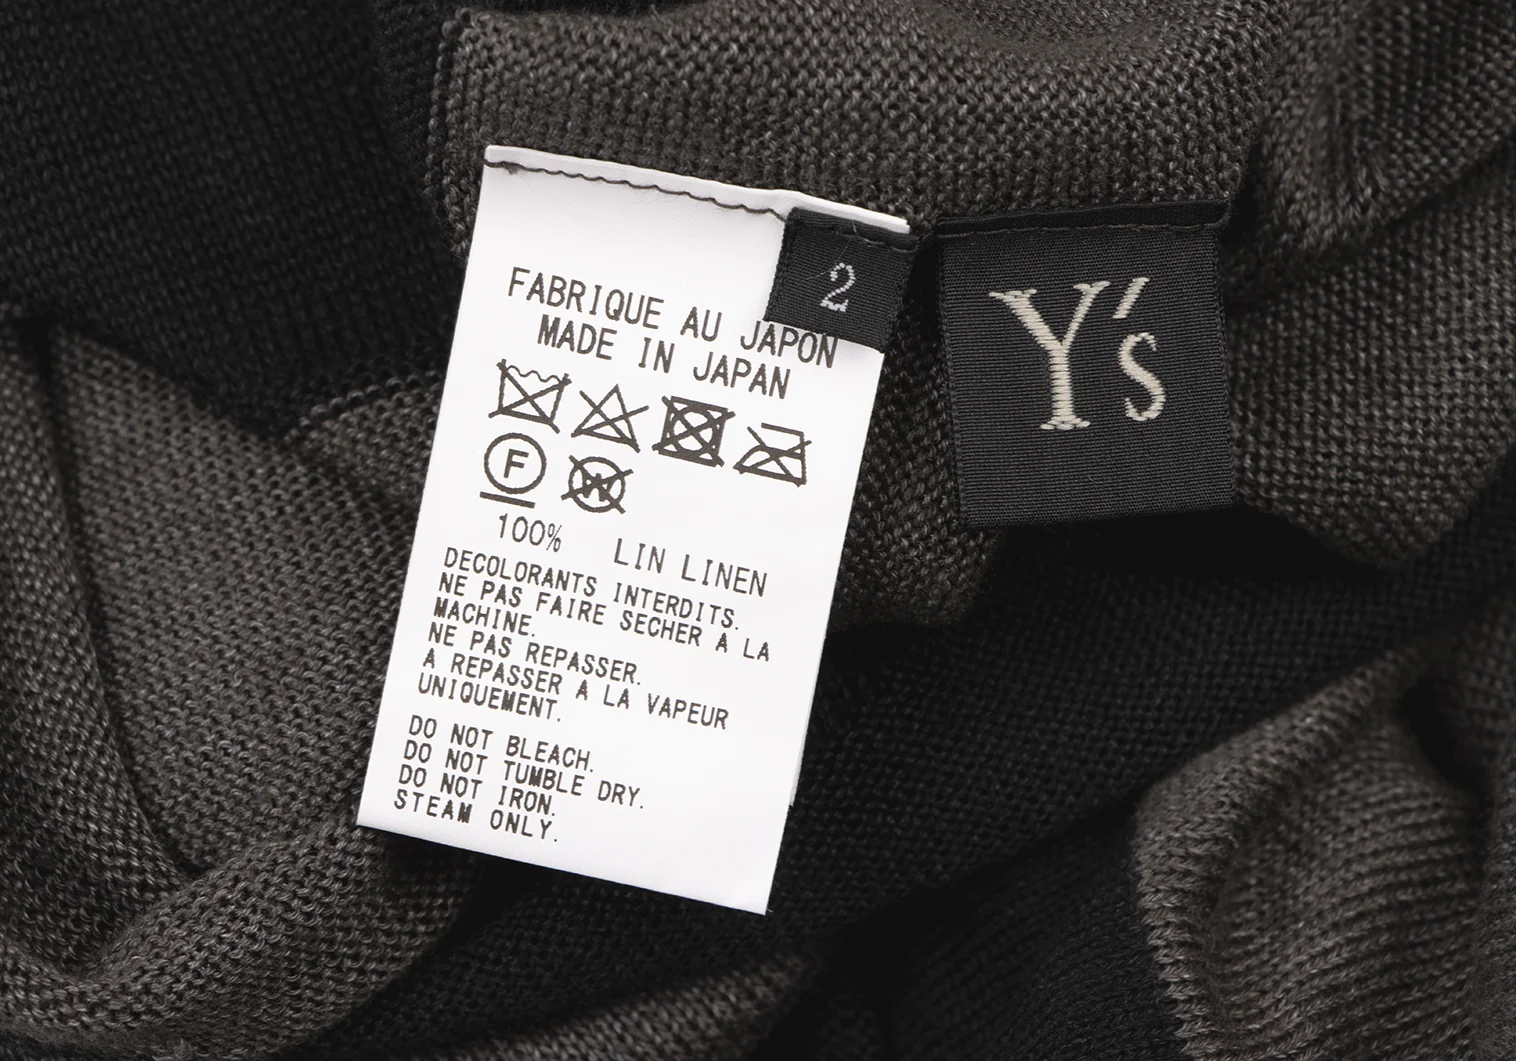 FABRIQUE AU JAPON
MADE IN JAPAN
F
W
100% LIN LINEN
DECOLORANTS INTERDITS.
NE PAS FAIRE SECHER A LA
MACHINE.
NE PAS REPASSER.
A REPASSER A LA VAPEUR
UNIQUEMENT.
DO NOT BLEACH.
DO NOT TUMBLE DRY.
DO NOT IRON.
STEAM ONLY.
2
Y's